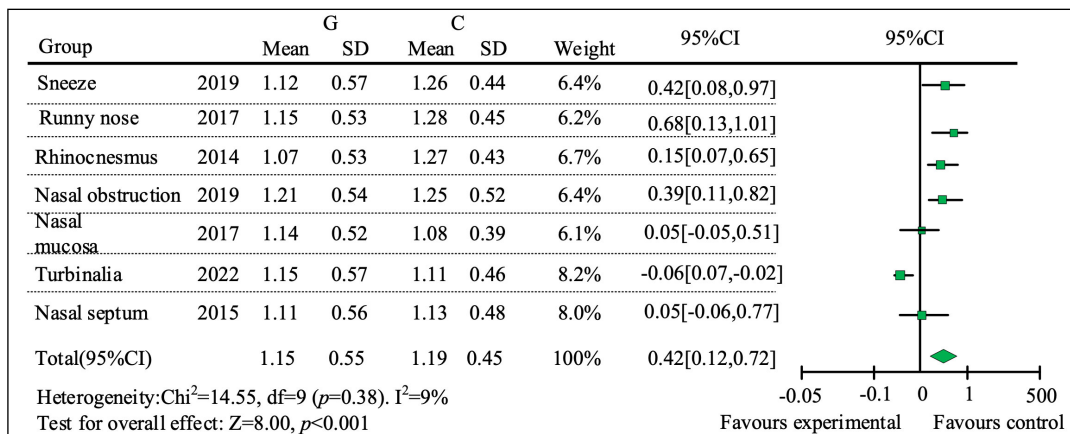 G C
Group Mean SD Mean SD Weight 95%CI 95%CI
Sneeze 2019 1.12 0.57 1.26 0.44 6.4% 0.42[0.08,0.97]
Runny nose 2017 1.15 0.53 1.28 0.45 6.2% 0.68[0.13,1.01]
Rhinocnesmus 2014 1.07 0.53 1.27 0.43 6.7% 0.15[0.07,0.65]
Nasal obstruction 2019 1.21 0.54 1.25 0.52 6.4% 0.39[0.11,0.82]
Nasal
mucosa 2017 1.14 0.52 1.08 0.39 6.1% 0.05[-0.05,0.51]
Turbinalia 2022 1.15 0.57 1.11 0.46 8.2% -0.06[0.07,-0.02]
Nasal septum 2015 1.11 0.56 1.13 0.48 8.0% 0.05[-0.06,0.77]
Total(95%CI) 1.15 0.55 1.19 0.45 100% 0.42[0.12,0.72]
Heterogeneity:Chi²=14.55, df=9 (p=0.38). I²=9%
Test for overall effect: Z=8.00, p<0.001
-0.05 -0.1 0 1 500
Favours experimental Favours control